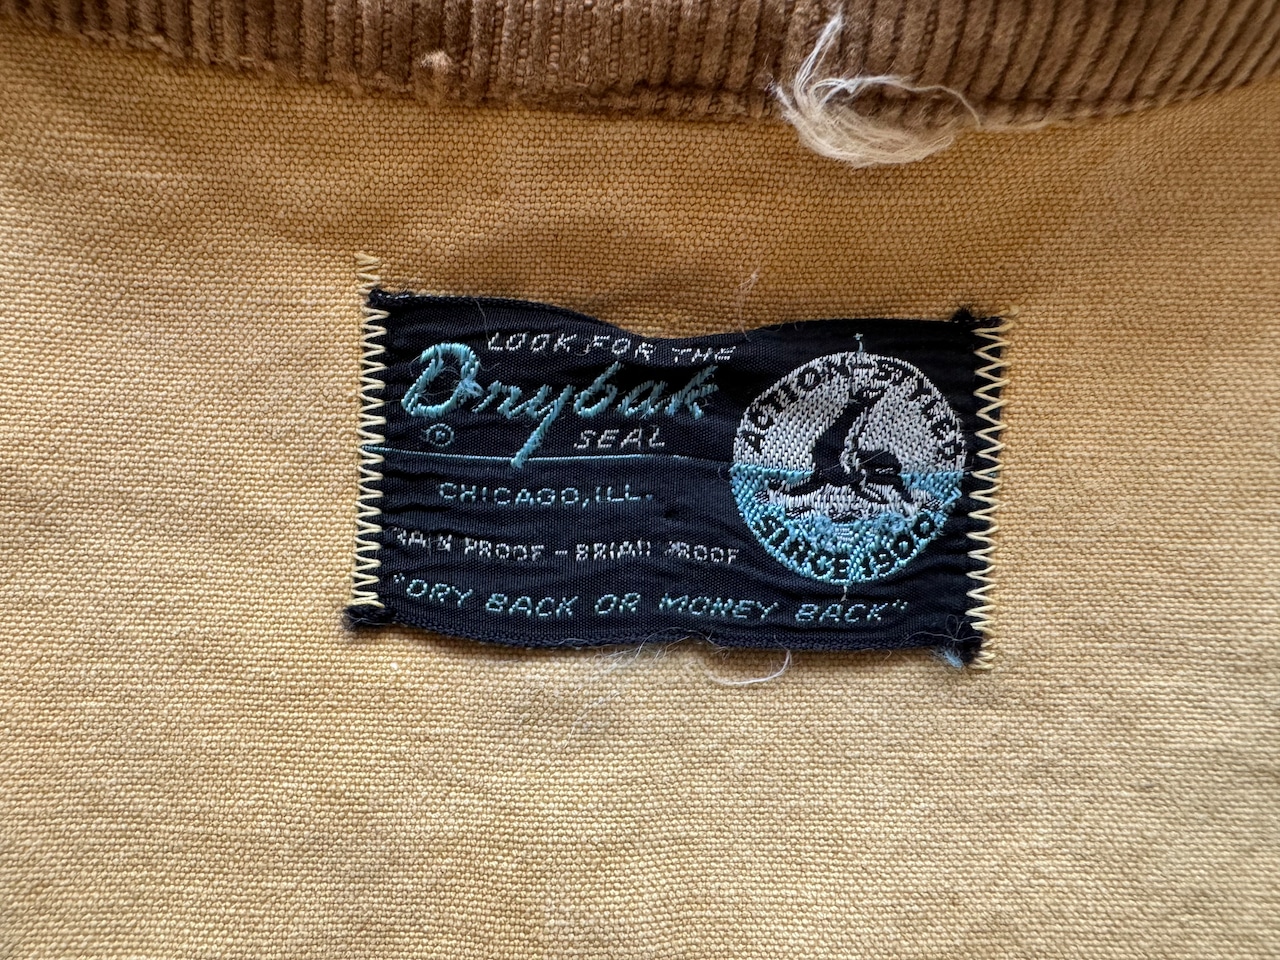 LOOK FOR THE
Drybak
®
SEAL
CHICAGO, ILL.
RAIN PROOF - BRIAR PROOF
"DRY BACK OR MONEY BACK"
ACTION-STYLED
SINCE 1900